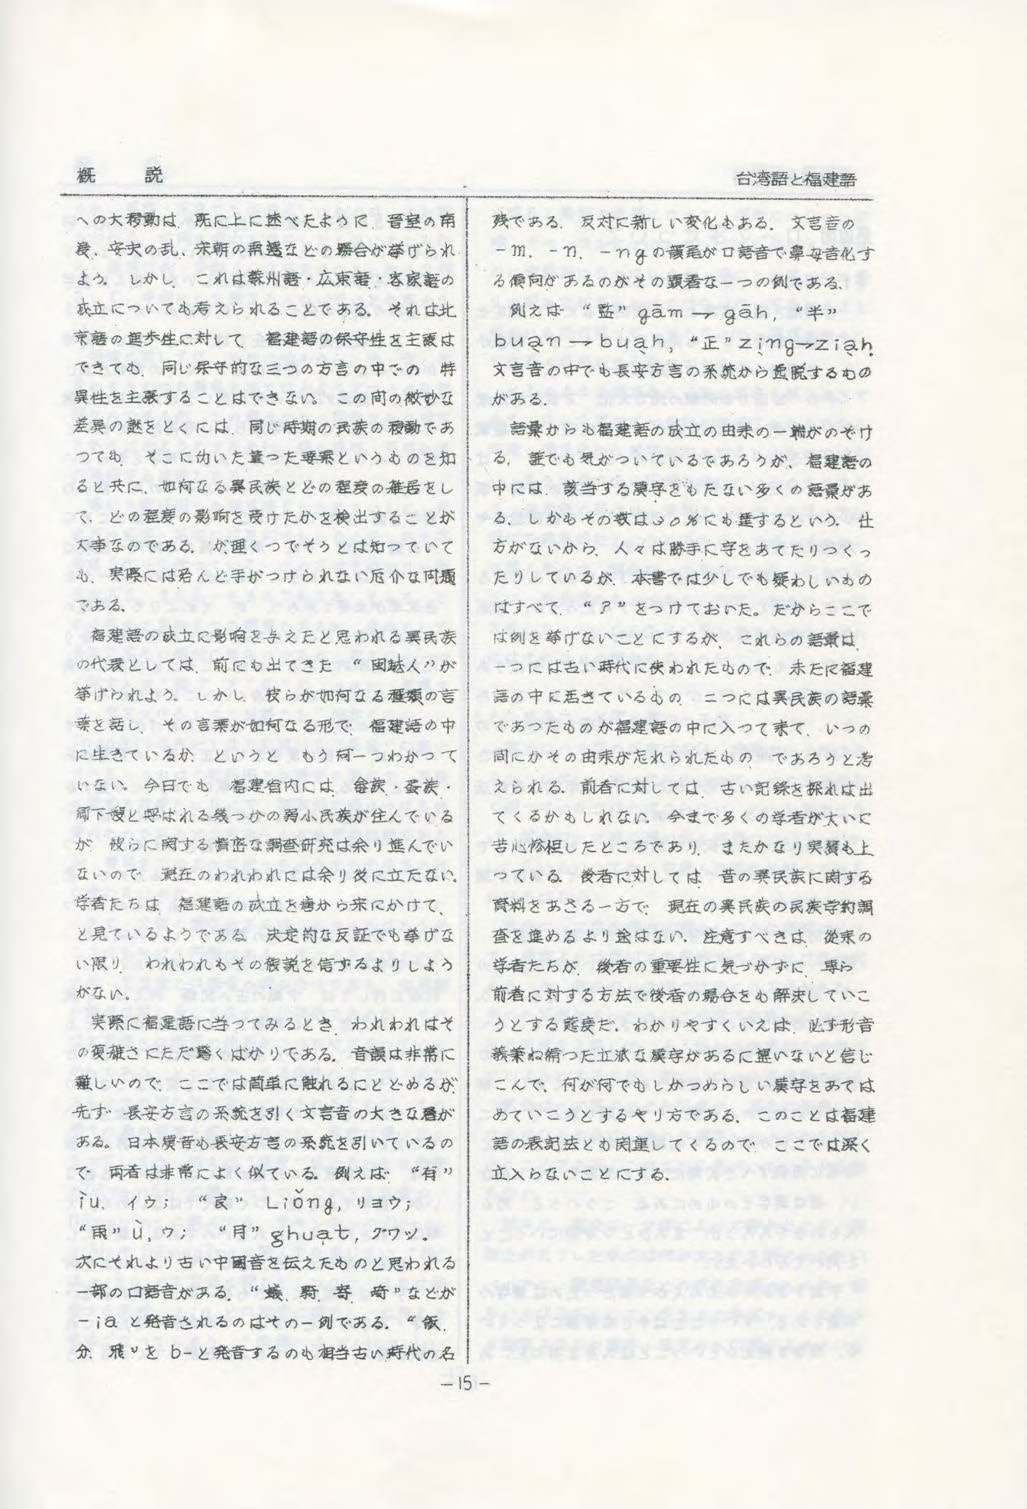 概　説
台湾語と福建語
への大移動は、既に上に述べたように、晋室の南
渡、安史の乱、宋朝の南遷などの場合が挙げられ
よう。しかし、これは蘇州語・広東語・客家語の
成立についても考えられることである。それは北
京語の進歩性に対して、福建語の保守性を主張は
できても、同じ保守的な三つの方言の中での、特
異性を主張することはできない。この間の微妙な
差異の謎をとくには、同じ時期の民族の移動であ
つても、そこに働いた違った要素というものを知
ると共に、如何なる異民族とどの程度の雑居をし
て、どの程度の影响を受けたかを検出することが
大事なのである。が、理くつでそうとは知っていて
も、実際には殆んど手がつけられない厄介な問題
である。
福建語の成立に影响を与えたと思われる異民族
の代表としては、前にも出てきた“閩越人”が
挙げられよう。しかし、彼らが如何なる種類の言
葉を話し、その言葉が如何なる形で、福建語の中
に生きているか、というと、もう何一つわかって
いない。今日でも、福建省内には、畲族・蛋族・
郷下嫂と呼ばれる幾つかの弱小民族が住んでいる
が、彼らに関する精密な調査研究は余り進んでい
ないので、現在のわれわれには余り役に立たない。
学者たちは、福建語の成立を唐から宋にかけて、
と見ているようである。決定的な反証でも挙げな
い限り、われわれもその仮説を信ずるよりしよう
がない。
実際に福建語に当ってみるとき、われわれはそ
の復雑さにただ驚くばかりである。音韻は非常に
難しいので、ここでは簡単に触れるにとどめるが、
先ず、長安方言の系統を引く文言音の大きな層が
ある。日本漢音も長安方言の系統を引いているの
で、両者は非常によく似ている。例えば、“有”
ìu、イウ；“良”Liǒng, リヨウ；
“雨”ù, ウ；“月”ghuat, グワツ。
次にそれより古い中国音を伝えたものと思われる
一部の口語音がある。“蟻、騎、寄、奇”などが
－ia と発音されるのはその一例である。“飯、
分、飛”を b-と発音するのも相当古い時代の名
残である。反対に新しい変化もある。文言音の
－m、－n、－ngの韻尾が口語音で鼻母音化す
る傾向があるのがその顕著な一つの例である。
例えば、“監”gām → gāh, “半”
buạn → buạh, “正” zịng→ziạh.
文言音の中でも長安方言の系統から逸脱するもの
がある。
語彙からも福建語の成立の由来の一端がのぞけ
る。誰でも気がついているであろうが、福建語の
中には、該当する漢字をもたない多くの語彙があ
る。しかもその数は30％にも達するという。仕
方がないから、人々は勝手に字をあてたりつくっ
たりしているが、本書では少しでも疑わしいもの
はすべて、“？”をつけておいた。だからここで
は例を挙げないことにするが、これらの語彙は、
一つには古い時代に使われたもので、未だに福建
語の中に活きているもの、二つには異民族の語彙
であつたものが福建語の中に入つて来て、いつの
間にかその由来が忘れられたもの、であろうと考
えられる。前者に対しては、古い記録を探れば出
てくるかもしれない。今まで多くの学者が大いに
苦心惨怛したところであり、またかなり実績も上
つている。後者に対しては、昔の異民族に関する
資料をあさる一方で、現在の異民族の民族学的調
査を進めるより途はない。注意すべきは、従来の
学者たちが、後者の重要性に気づかずに、専ら
前者に対する方法で後者の場合をも解決していこ
うとする態度だ。わかりやすくいえば、必ず形音
義兼ね備つた立派な漢字があるに違いないと信じ
こんで、何が何でもしかつめらしい漢字をあては
めていこうとするやり方である。このことは福建
語の表記法とも関連してくるので、ここでは深く
立入らないことにする。
－15－